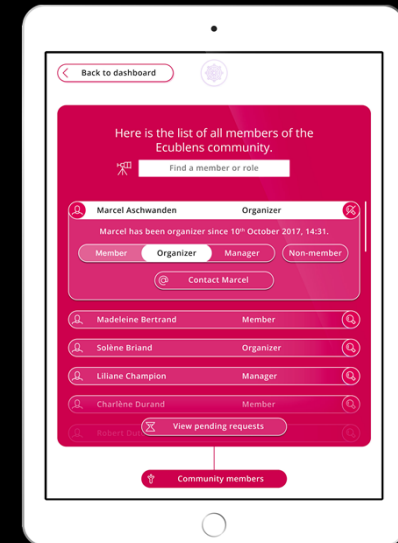 Back to dashboard
Here is the list of all members of the
Ecublens community.
Find a member or role
Marcel Aschwanden Organizer
Marcel has been organizer since 10th October 2017, 14:31.
Member Organizer Manager Non-member
@ Contact Marcel
Madeleine Bertrand Member
Solène Briand Organizer
Liliane Champion Manager
Charlène Durand Member
View pending requests
Robert
Community members